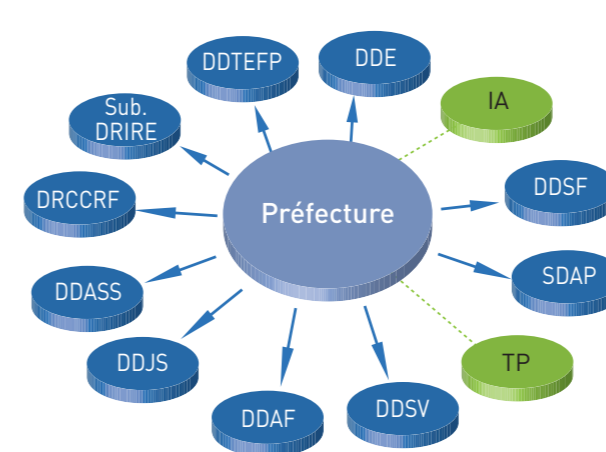 DDTEFP
DDE
IA
Sub.
DRIRE
DRCCRF
Préfecture
DDSF
DDASS
SDAP
DDJS
TP
DDAF
DDSV